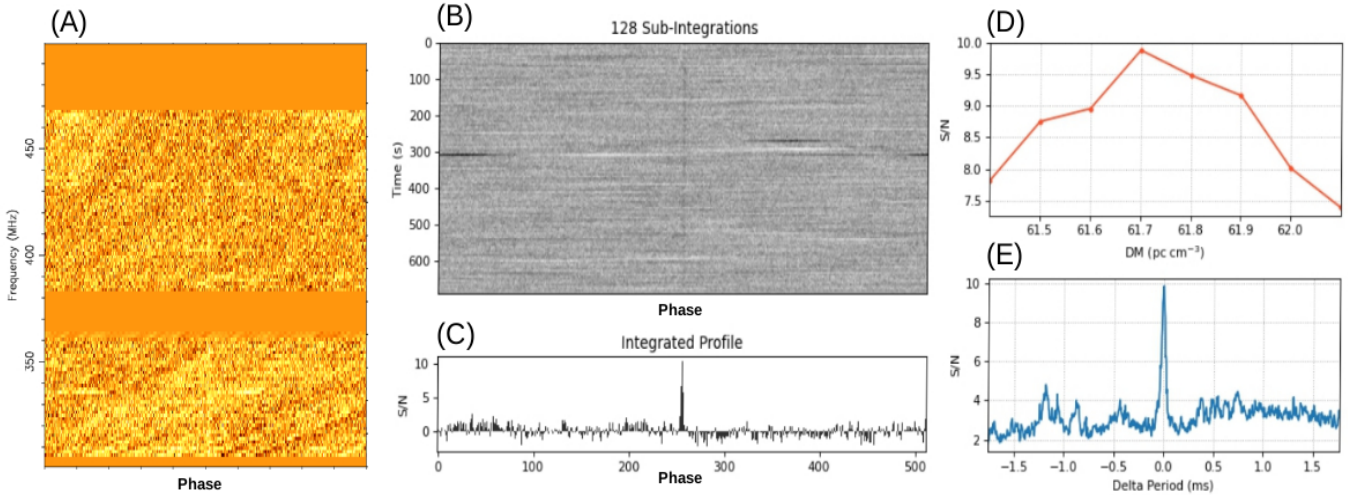 (A)
450
400
350
Frequency (MHz)
Phase
(B)
128 Sub-Integrations
0
100
200
300
400
500
600
Time (s)
Phase
(C)
Integrated Profile
10
5
0
S/N
0 100 200 300 400 500
Phase
(D)
10.0
9.5
9.0
8.5
8.0
7.5
S/N
61.5 61.6 61.7 61.8 61.9 62.0
DM (pc cm⁻³)
(E)
10
8
6
4
2
S/N
−1.5 −1.0 −0.5 0.0 0.5 1.0 1.5
Delta Period (ms)